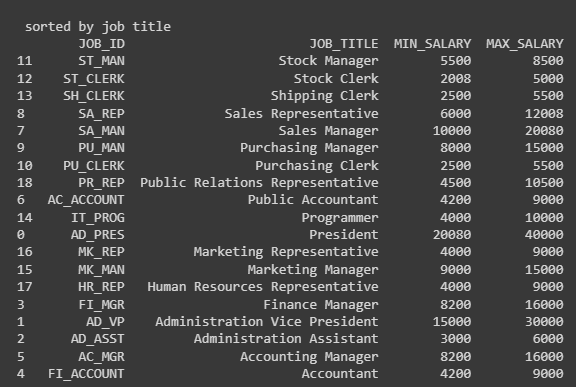 sorted by job title
JOB_ID JOB_TITLE MIN_SALARY MAX_SALARY
11 ST_MAN Stock Manager 5500 8500
12 ST_CLERK Stock Clerk 2008 5000
13 SH_CLERK Shipping Clerk 2500 5500
8 SA_REP Sales Representative 6000 12008
7 SA_MAN Sales Manager 10000 20080
9 PU_MAN Purchasing Manager 8000 15000
10 PU_CLERK Purchasing Clerk 2500 5500
18 PR_REP Public Relations Representative 4500 10500
6 AC_ACCOUNT Public Accountant 4200 9000
14 IT_PROG Programmer 4000 10000
0 AD_PRES President 20080 40000
16 MK_REP Marketing Representative 4000 9000
15 MK_MAN Marketing Manager 9000 15000
17 HR_REP Human Resources Representative 4000 9000
3 FI_MGR Finance Manager 8200 16000
1 AD_VP Administration Vice President 15000 30000
2 AD_ASST Administration Assistant 3000 6000
5 AC_MGR Accounting Manager 8200 16000
4 FI_ACCOUNT Accountant 4200 9000